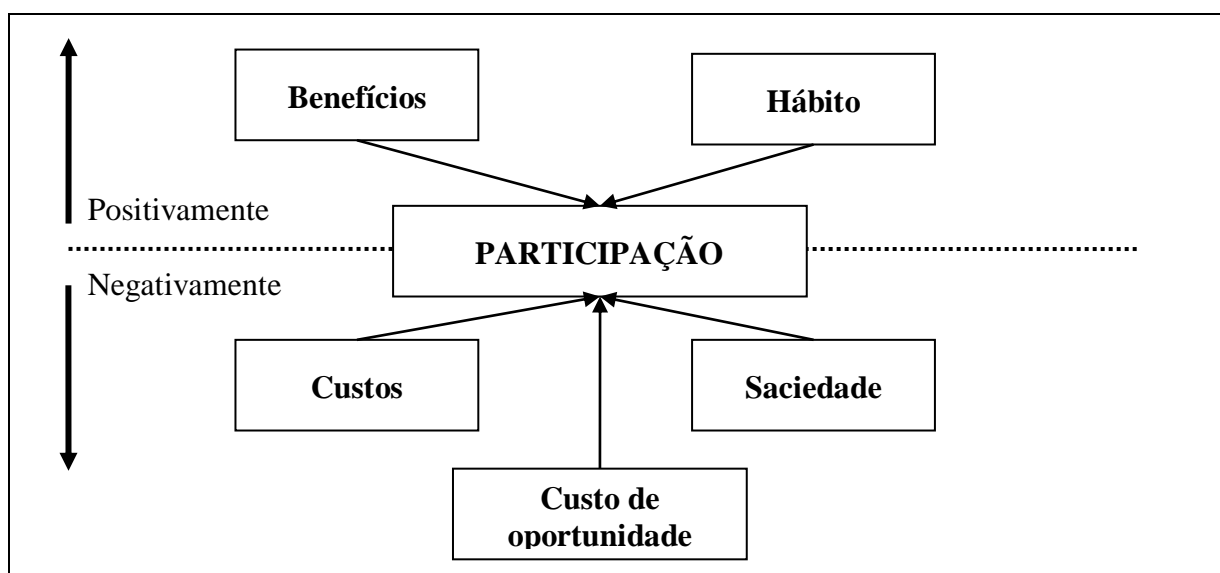 Benefícios
Hábito
Positivamente
PARTICIPAÇÃO
Negativamente
Custos
Saciedade
Custo de
oportunidade